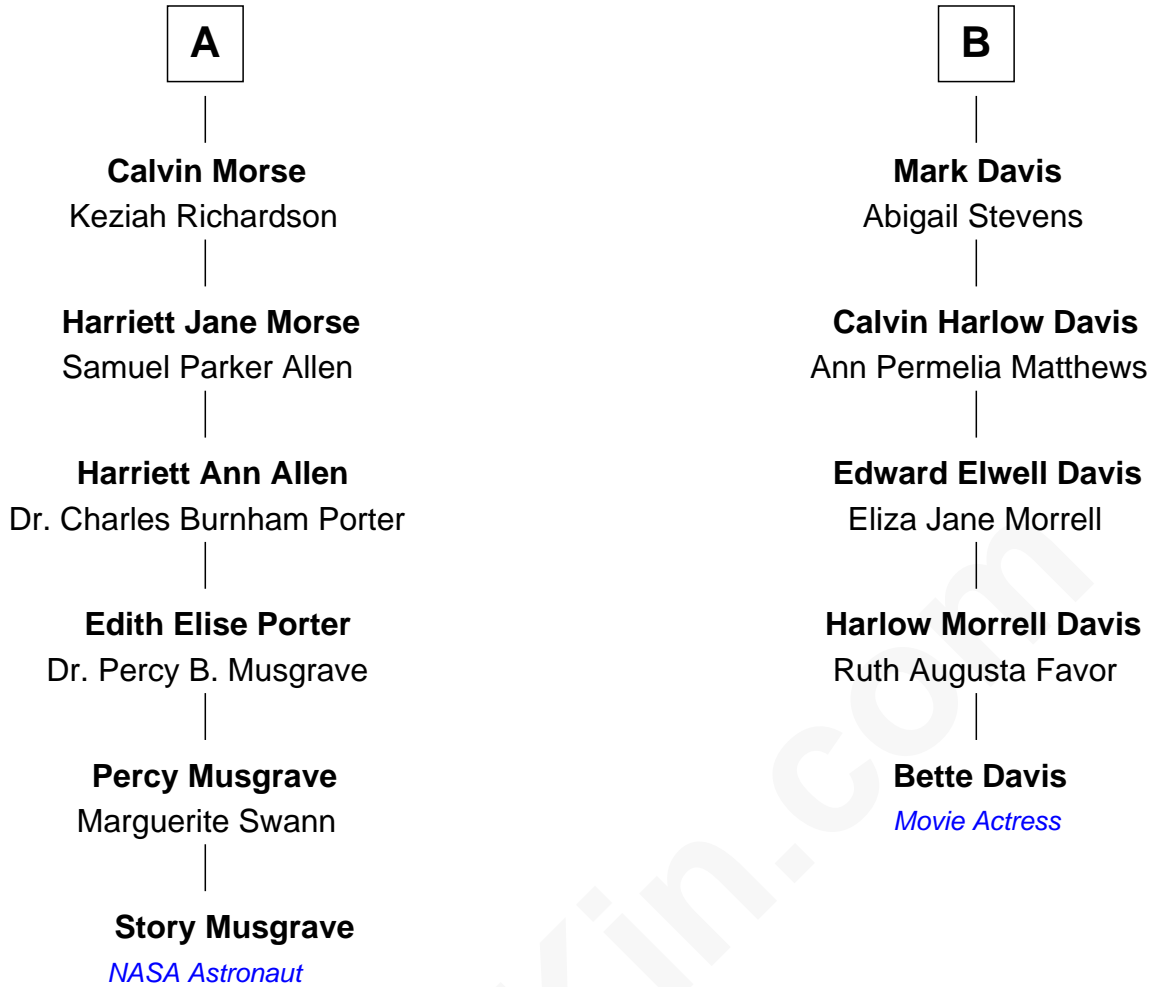 A
Calvin Morse
Keziah Richardson
Harriett Jane Morse
Samuel Parker Allen
Harriett Ann Allen
Dr. Charles Burnham Porter
Edith Elise Porter
Dr. Percy B. Musgrave
Percy Musgrave
Marguerite Swann
Story Musgrave
NASA Astronaut
B
Mark Davis
Abigail Stevens
Calvin Harlow Davis
Ann Permelia Matthews
Edward Elwell Davis
Eliza Jane Morrell
Harlow Morrell Davis
Ruth Augusta Favor
Bette Davis
Movie Actress
Kin.com